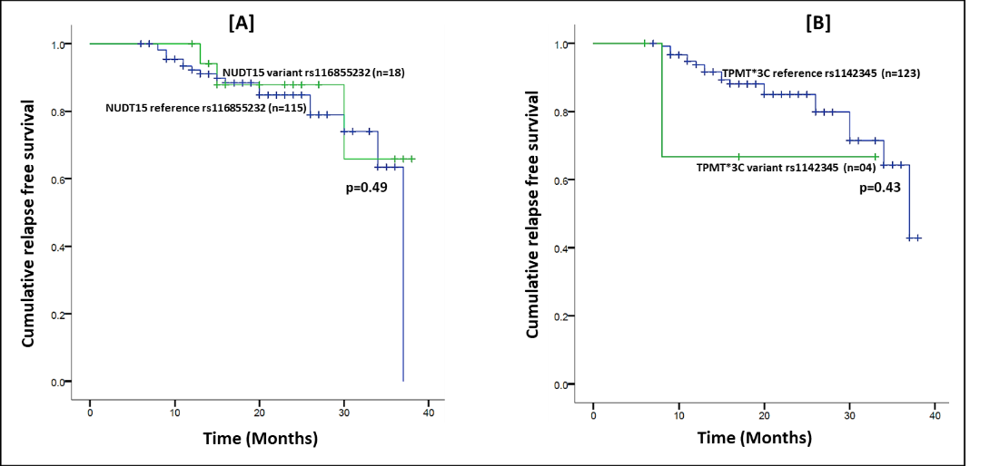 [A]
Cumulative relapse free survival
1.0
0.8
0.6
0.4
0.2
0.0
NUDT15 variant rs116855232 (n=18)
NUDT15 reference rs116855232 (n=115)
p=0.49
0 10 20 30 40
Time (Months)
[B]
Cumulative relapse free survival
1.0
0.8
0.6
0.4
0.2
0.0
TPMT*3C reference rs1142345 (n=123)
TPMT*3C variant rs1142345 (n=04)
p=0.43
0 10 20 30 40
Time (Months)